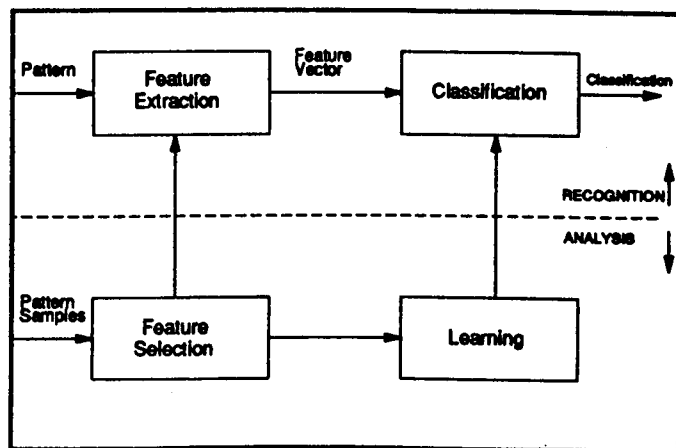 Pattern
Feature
Extraction
Feature
Vector
Classification
Classification
RECOGNITION
ANALYSIS
Pattern
Samples
Feature
Selection
Learning